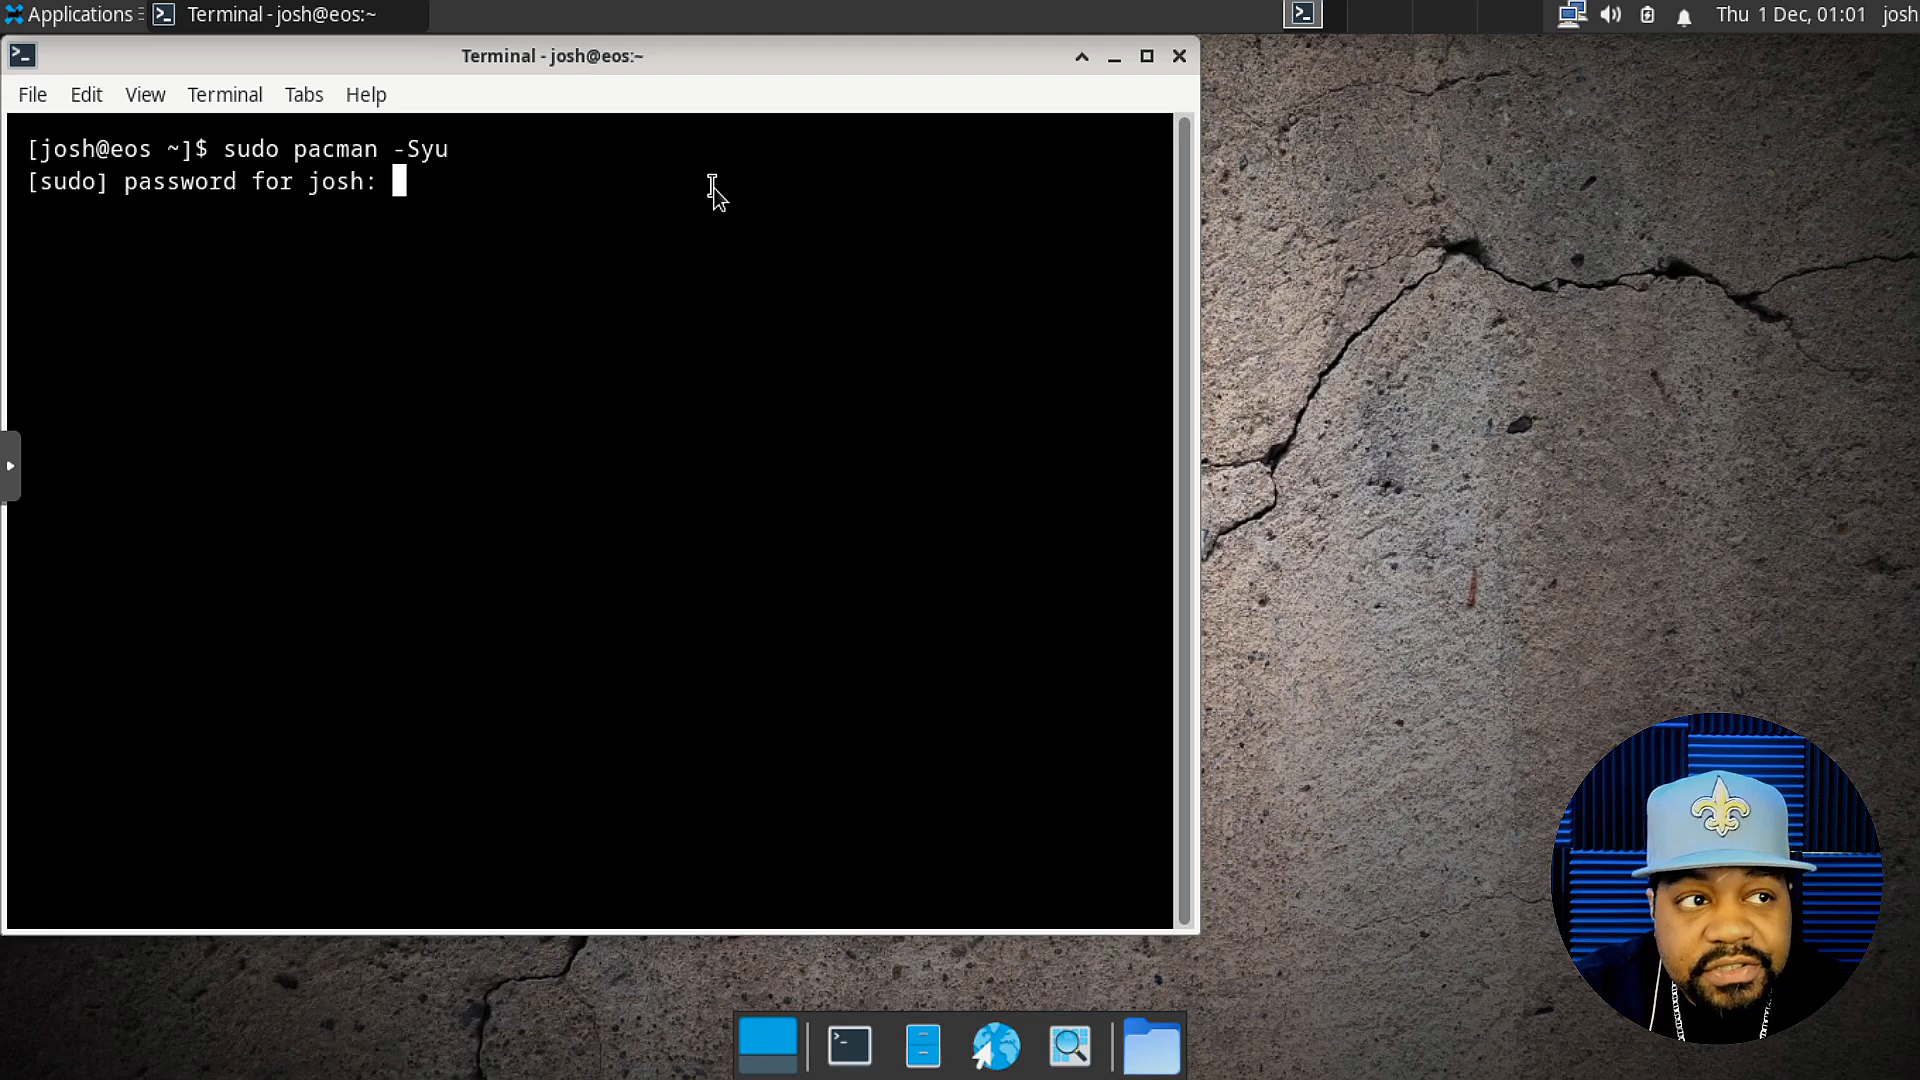 Applications
Terminal - josh@eos:~
Thu 1 Dec, 01:01
josh
Terminal - josh@eos:~
File Edit View Terminal Tabs Help
[josh@eos ~]$ sudo pacman -Syu
[sudo] password for josh: